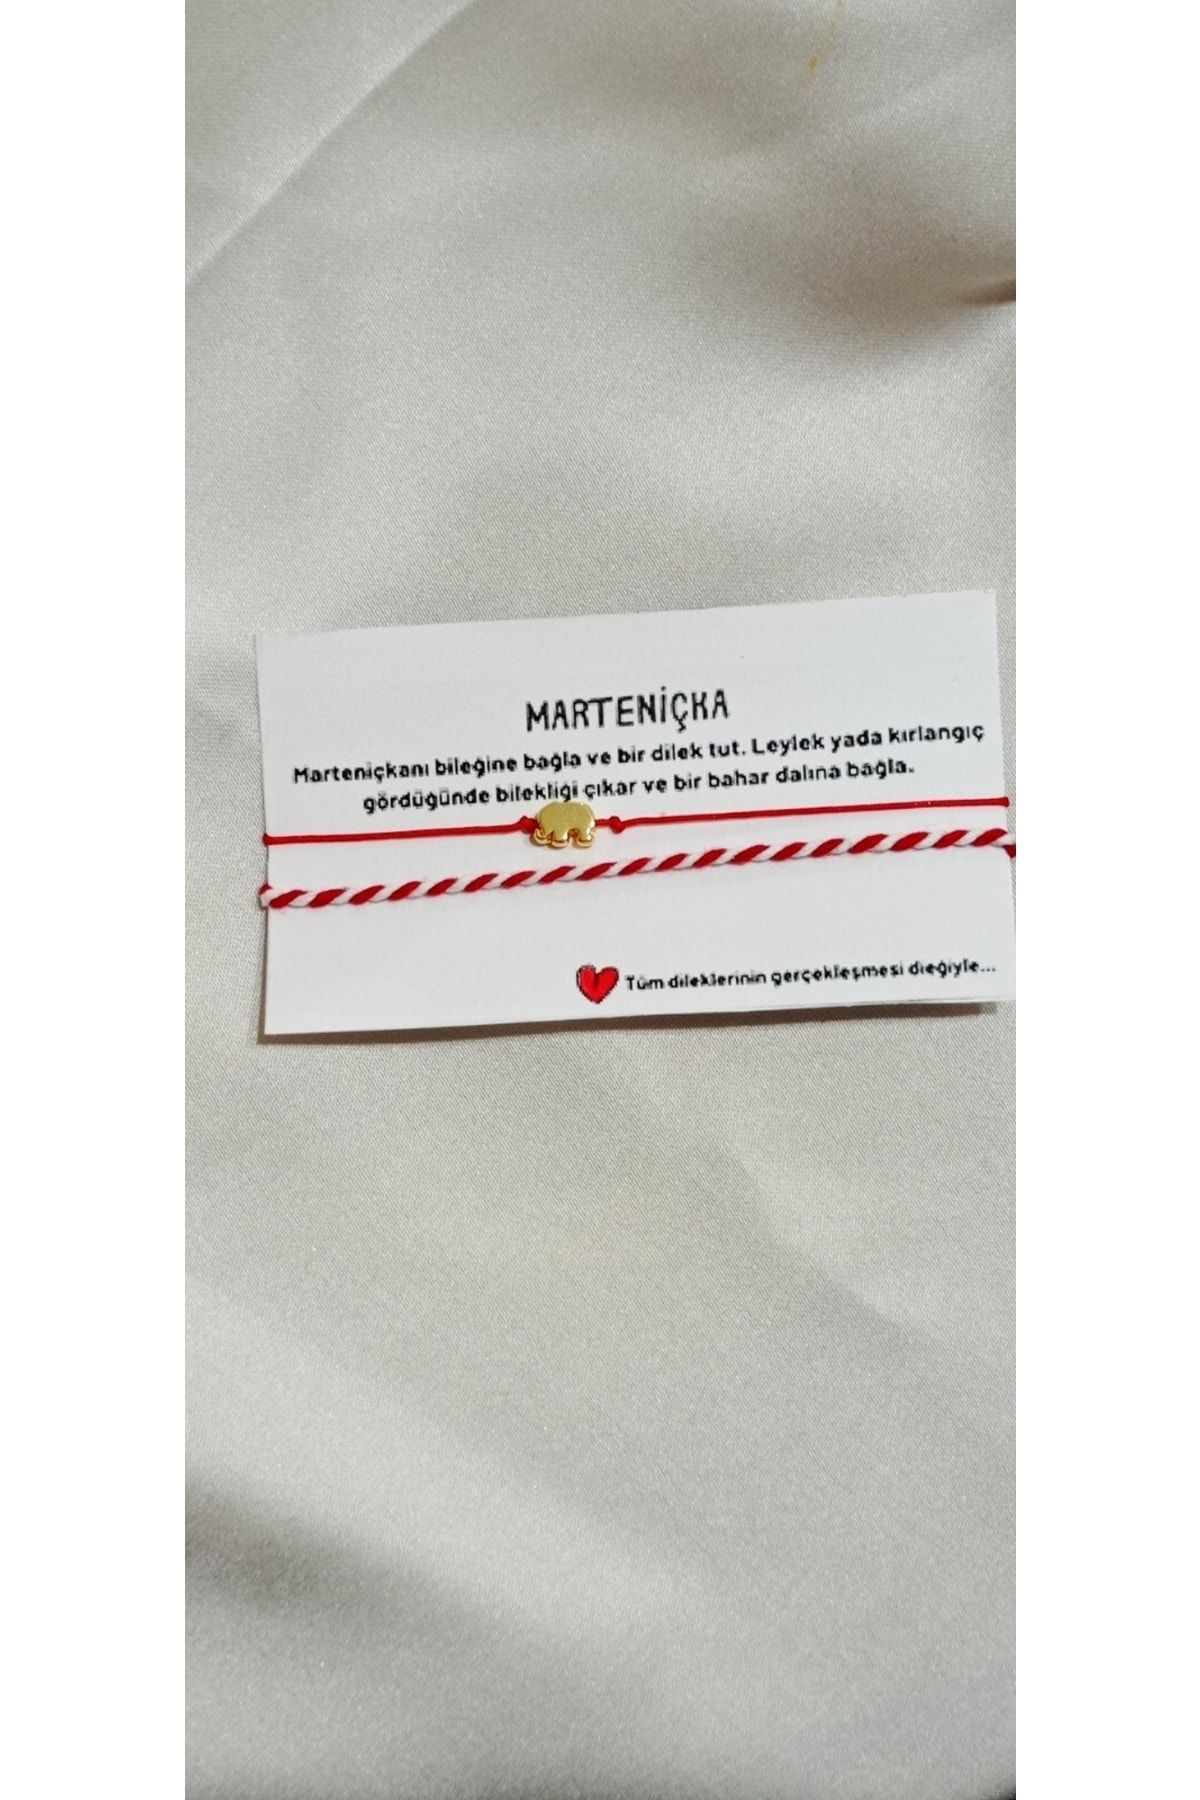 MARTENİÇKA
Marteniçkanı bileğine bağla ve bir dilek tut. Leylek yada kırlangıç
gördüğünde bilekliği çıkar ve bir bahar dalına bağla.
Tüm dileklerinin gerçekleşmesi dieğiyle...